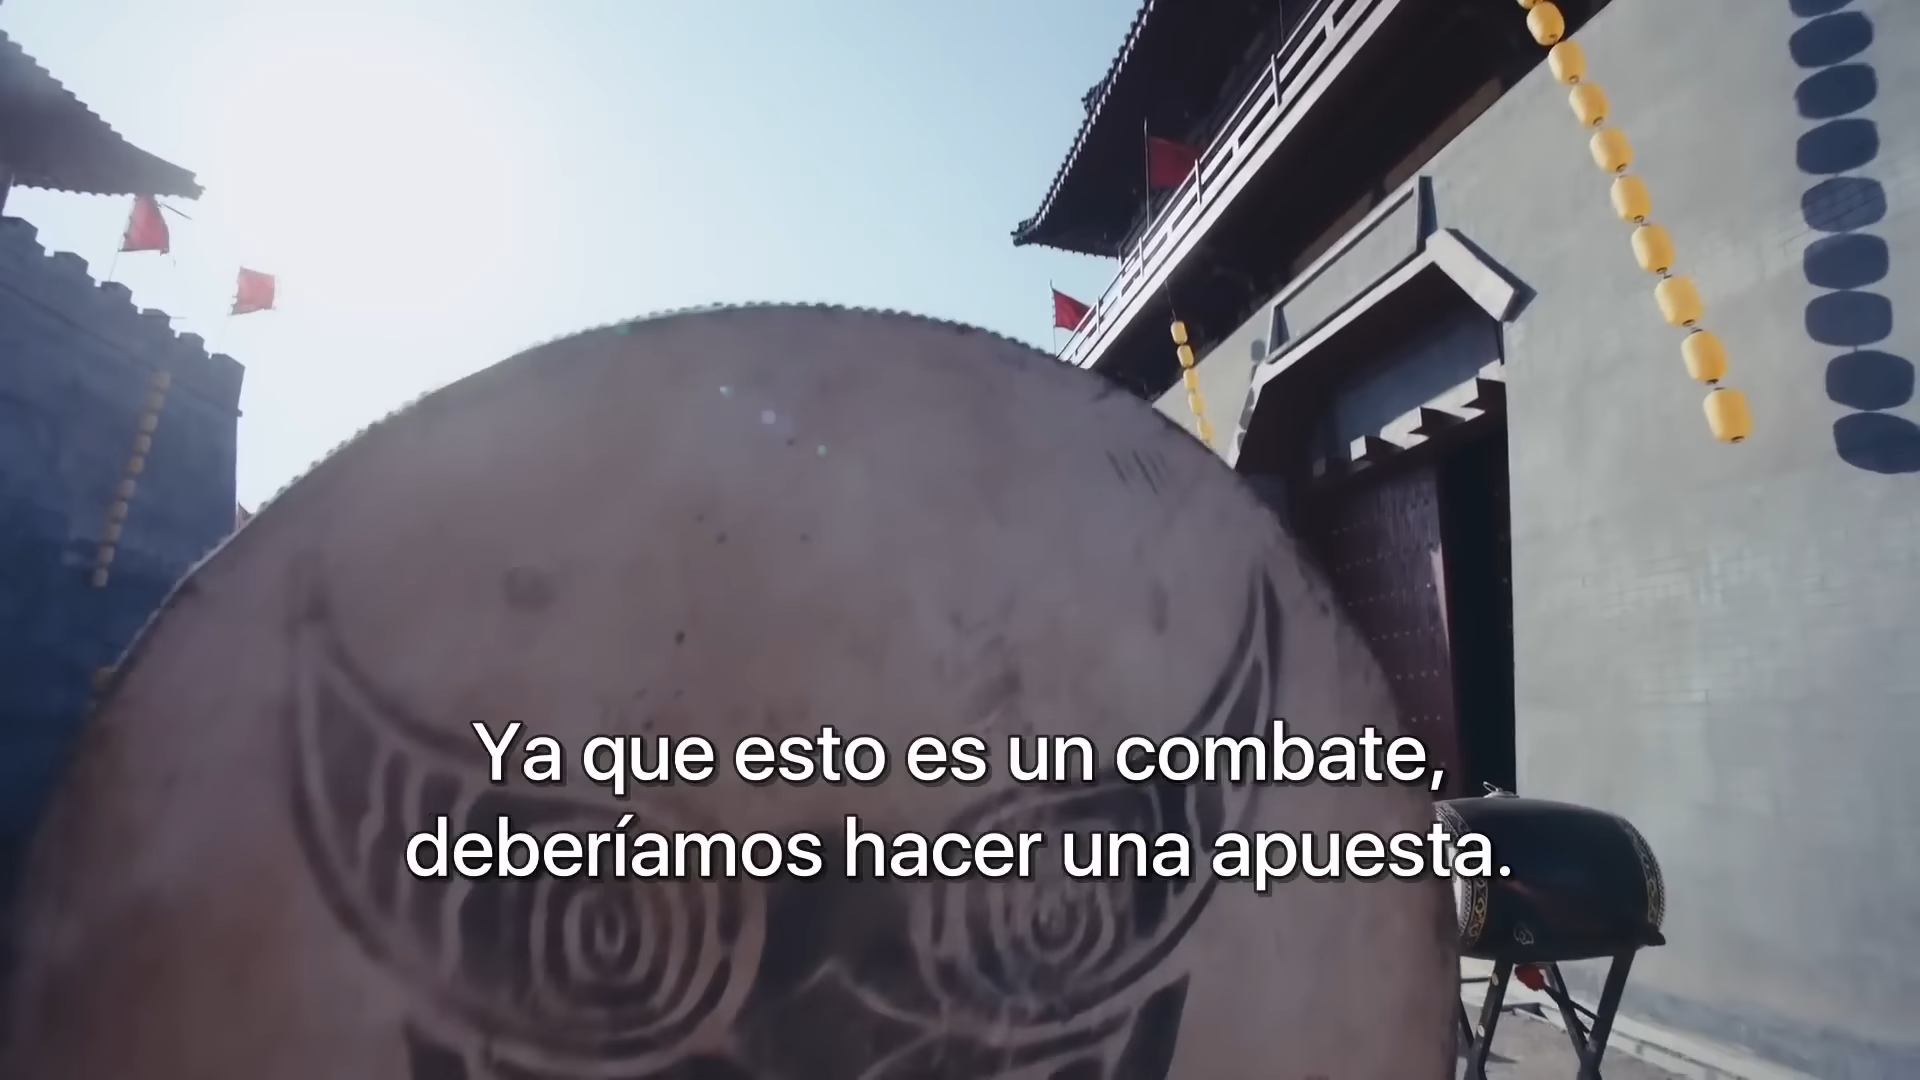 Ya que esto es un combate,
deberíamos hacer una apuesta.